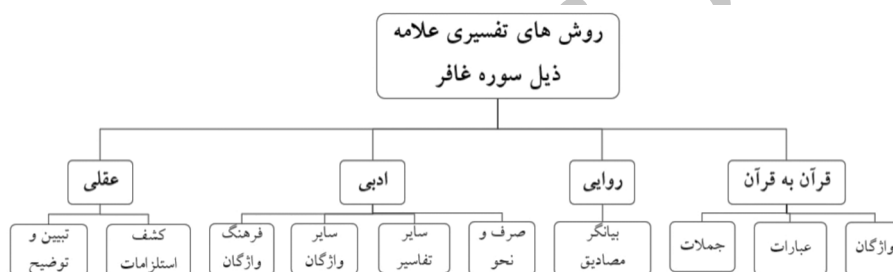 روش های تفسیری علامه
ذیل سوره غافر
قرآن به قرآن
روایی
ادبی
عقلی
واژگان
عبارات
جملات
بیانگر
مصادیق
صرف و
نحو
سایر
تفاسیر
سایر
واژگان
فرهنگ
واژگان
کشف
استلزامات
تبیین و
توضیح